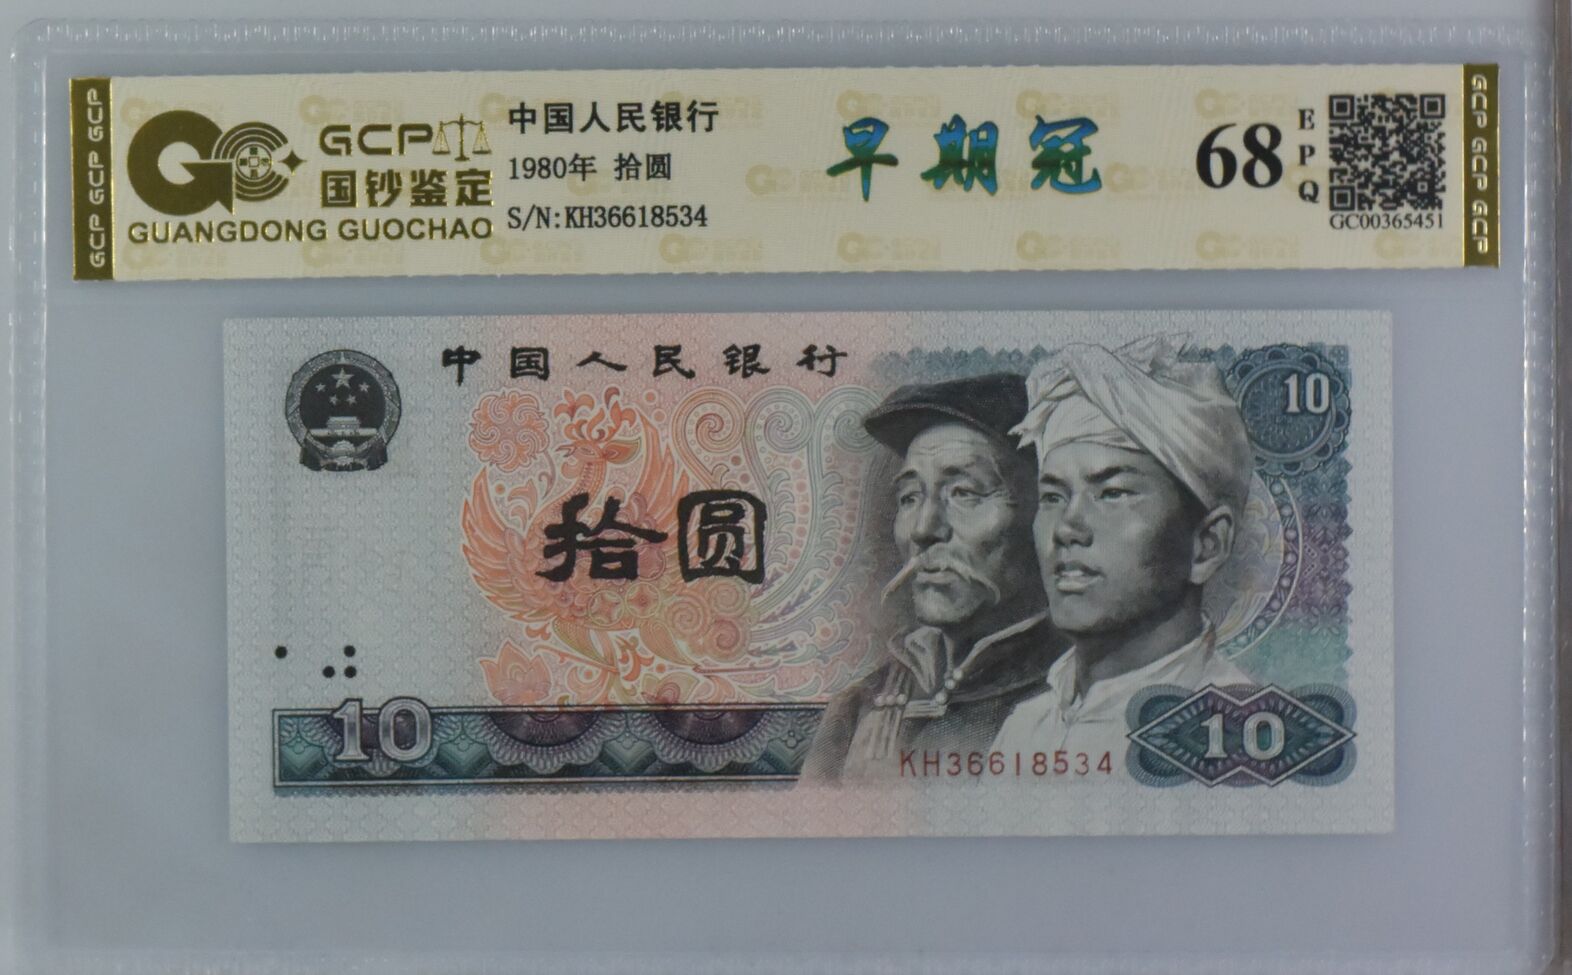 GCP GCP GCP
GCP
国钞鉴定
GUANGDONG GUOCHAO
中国人民银行
1980年 拾圆
S/N:KH36618534
早期冠
68
EPQ
GC00365451
GCP GCP GCP
中国人民银行
10
拾圆
10
KH36618534
10